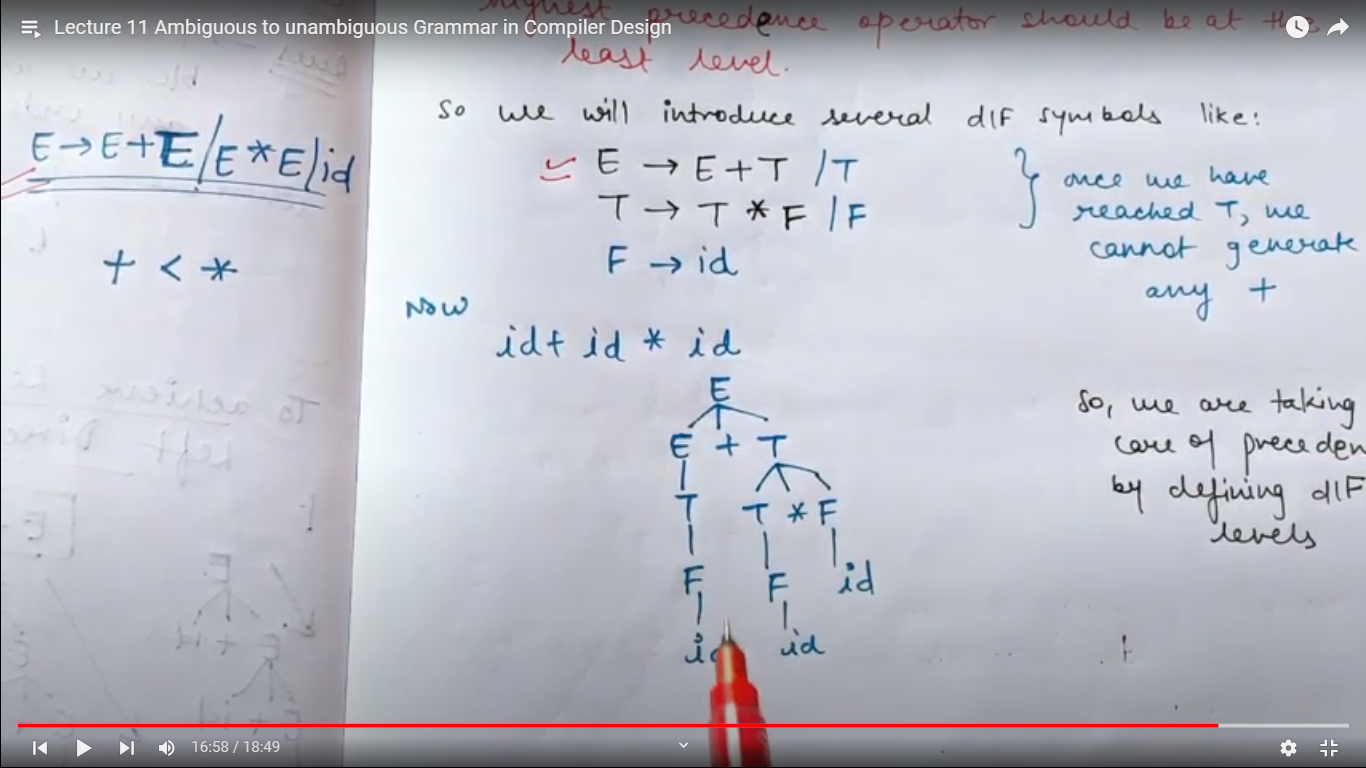 Lecture 11 Ambiguous to unambiguous Grammar in Compiler Design
highest precedence operator should be at the
least level.
E → E + E / E * E / id
+ < *
So we will introduce several dIF symbols like:
E → E + T / T
T → T * F / F
F → id
once we have
reached T, we
cannot generate
any +
Now
id + id * id
E
E + T
T T * F
F F id
id id
So, we are taking
care of preceden
by defining dIF
levels
16:58 / 18:49